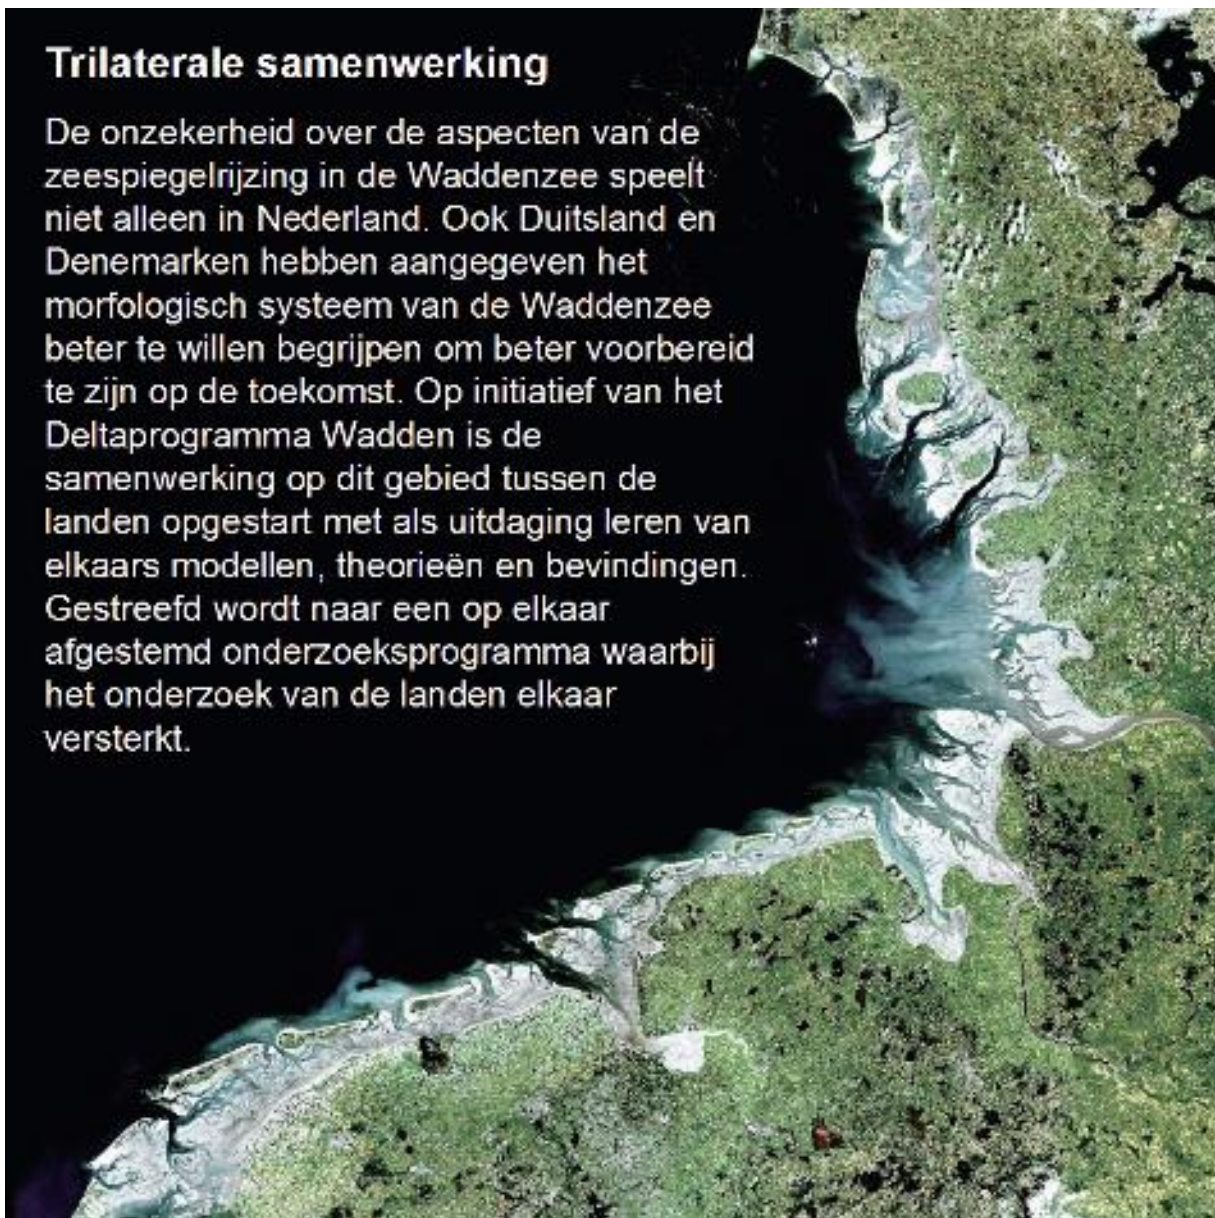 Trilaterale samenwerking
De onzekerheid over de aspecten van de
zeespiegelrijzing in de Waddenzee speelt
niet alleen in Nederland. Ook Duitsland en
Denemarken hebben aangegeven het
morfologisch systeem van de Waddenzee
beter te willen begrijpen om beter voorbereid
te zijn op de toekomst. Op initiatief van het
Deltaprogramma Wadden is de
samenwerking op dit gebied tussen de
landen opgestart met als uitdaging leren van
elkaars modellen, theorieën en bevindingen.
Gestreefd wordt naar een op elkaar
afgestemd onderzoeksprogramma waarbij
het onderzoek van de landen elkaar
versterkt.